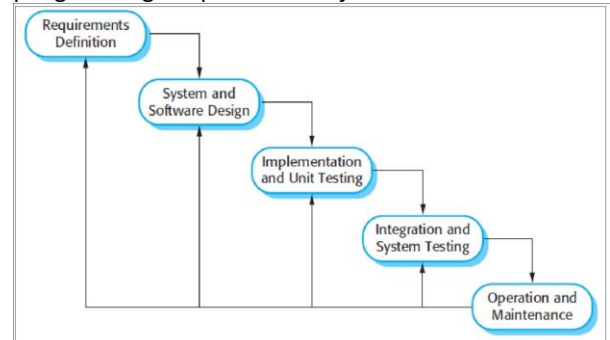 Requirements
Definition
System and
Software Design
Implementation
and Unit Testing
Integration and
System Testing
Operation and
Maintenance